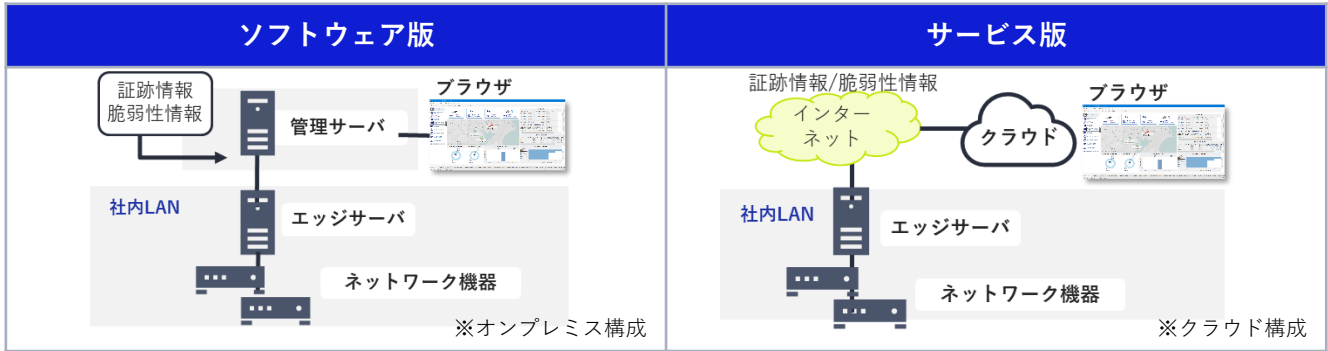 ソフトウェア版
サービス版
証跡情報
脆弱性情報
管理サーバ
ブラウザ
社内LAN
エッジサーバ
ネットワーク機器
※オンプレミス構成
証跡情報/脆弱性情報
インター
ネット
クラウド
ブラウザ
社内LAN
エッジサーバ
ネットワーク機器
※クラウド構成